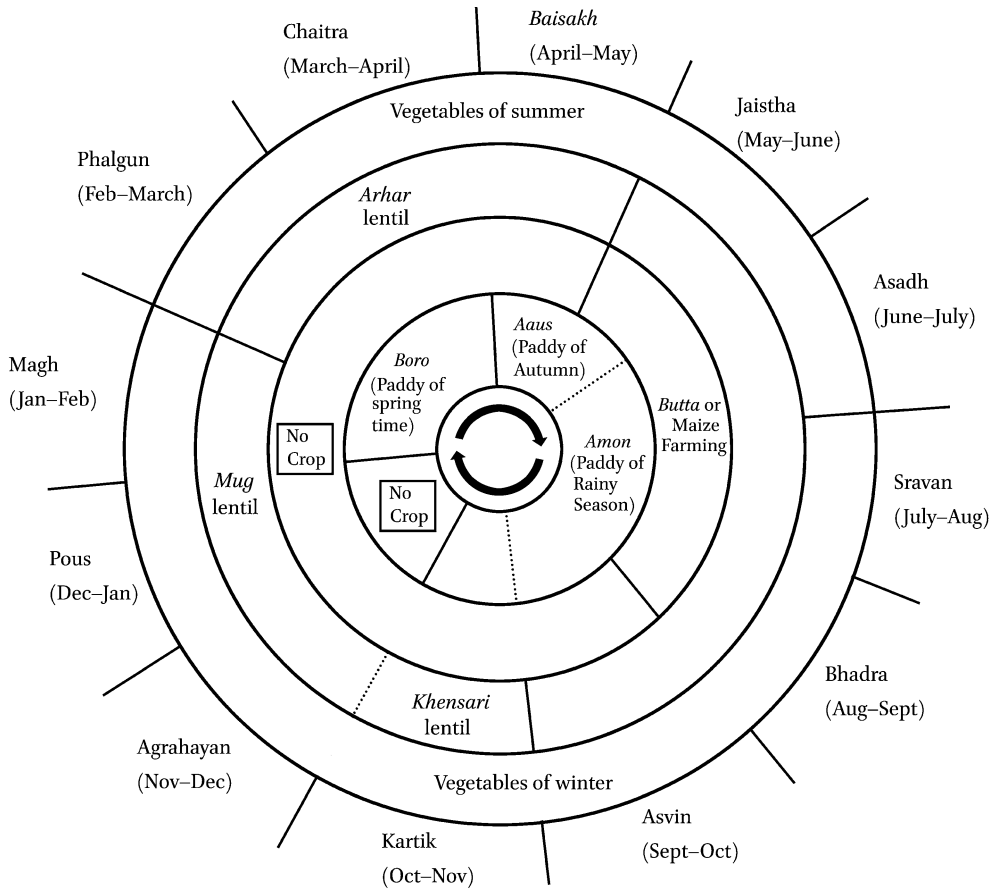 Chaitra
(March–April)
Baisakh
(April–May)
Jaistha
(May–June)
Asadh
(June–July)
Sravan
(July–Aug)
Bhadra
(Aug–Sept)
Asvin
(Sept–Oct)
Kartik
(Oct–Nov)
Agrahayan
(Nov–Dec)
Pous
(Dec–Jan)
Magh
(Jan–Feb)
Phalgun
(Feb–March)
Vegetables of summer
Arhar
lentil
Mug
lentil
Khensari
lentil
Vegetables of winter
No
Crop
Butta or
Maize
Farming
Boro
(Paddy of
spring
time)
Aaus
(Paddy of
Autumn)
Amon
(Paddy of
Rainy
Season)
No
Crop